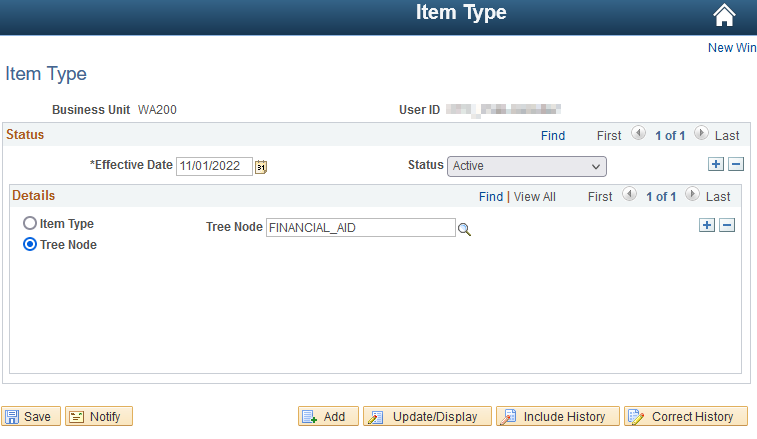 Item Type
New Win
Item Type
Business Unit WA200 User ID
Status Find First 1 of 1 Last
*Effective Date 11/01/2022 31 Status Active
Details Find | View All First 1 of 1 Last
Item Type
Tree Node FINANCIAL_AID
Tree Node
Save Notify Add Update/Display Include History Correct History